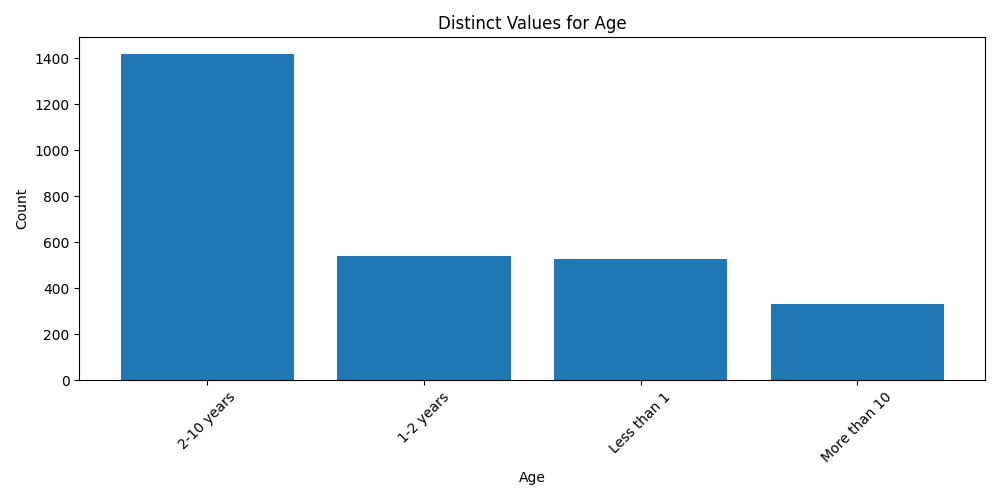 Distinct Values for Age
Count
1400
1200
1000
800
600
400
200
0
2-10 years
1-2 years
Less than 1
More than 10
Age